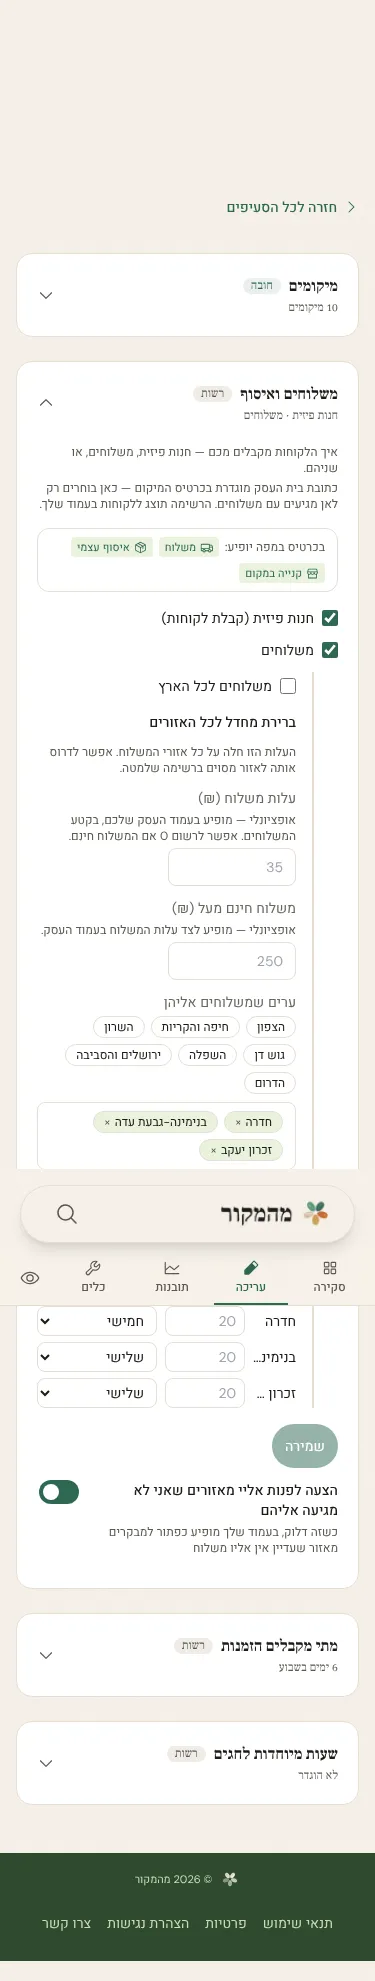 חזרה לכל הסעיפים
מיקומים חובה
10 מיקומים
משלוחים ואיסוף רשות
חנות פיזית · משלוחים
איך הלקוחות מקבלים מכם — חנות פיזית, משלוחים, או
שניהם.
כתובת בית העסק מוגדרת בכרטיס המיקום — כאן בוחרים רק
לאן מגיעים עם משלוחים. הרשימה תוצג ללקוחות בעמוד שלך.
בכרטיס במפה יופיע: משלוח איסוף עצמי
קנייה במקום
חנות פיזית (קבלת לקוחות)
משלוחים
משלוחים לכל הארץ
ברירת מחדל לכל האזורים
העלות הזו חלה על כל אזורי המשלוח. אפשר לדרוס
אותה לאזור מסוים ברשימה שלמטה.
עלות משלוח (₪)
אופציונלי — מופיע בעמוד העסק שלכם, בקטע
המשלוחים. אפשר לרשום 0 אם המשלוח חינם.
35
משלוח חינם מעל (₪)
אופציונלי — מופיע לצד עלות המשלוח בעמוד העסק.
250
ערים שמשלוחים אליהן
הצפון חיפה והקריות השרון
גוש דן השפלה ירושלים והסביבה
הדרום
חדרה × בנימינה-גבעת עדה ×
זכרון יעקב ×
מהמקור
סקירה עריכה תובנות כלים
חדרה 20 חמישי
בנימינ... 20 שלישי
זכרון ... 20 שלישי
שמירה
הצעה לפנות אליי מאזורים שאני לא
מגיעה אליהם
כשזה דלוק, בעמוד שלך מופיע כפתור למבקרים
מאזור שעדיין אין אליו משלוח
מתי מקבלים הזמנות רשות
6 ימים בשבוע
שעות מיוחדות לחגים רשות
לא הוגדר
© 2026 מהמקור
תנאי שימוש פרטיות הצהרת נגישות צרו קשר